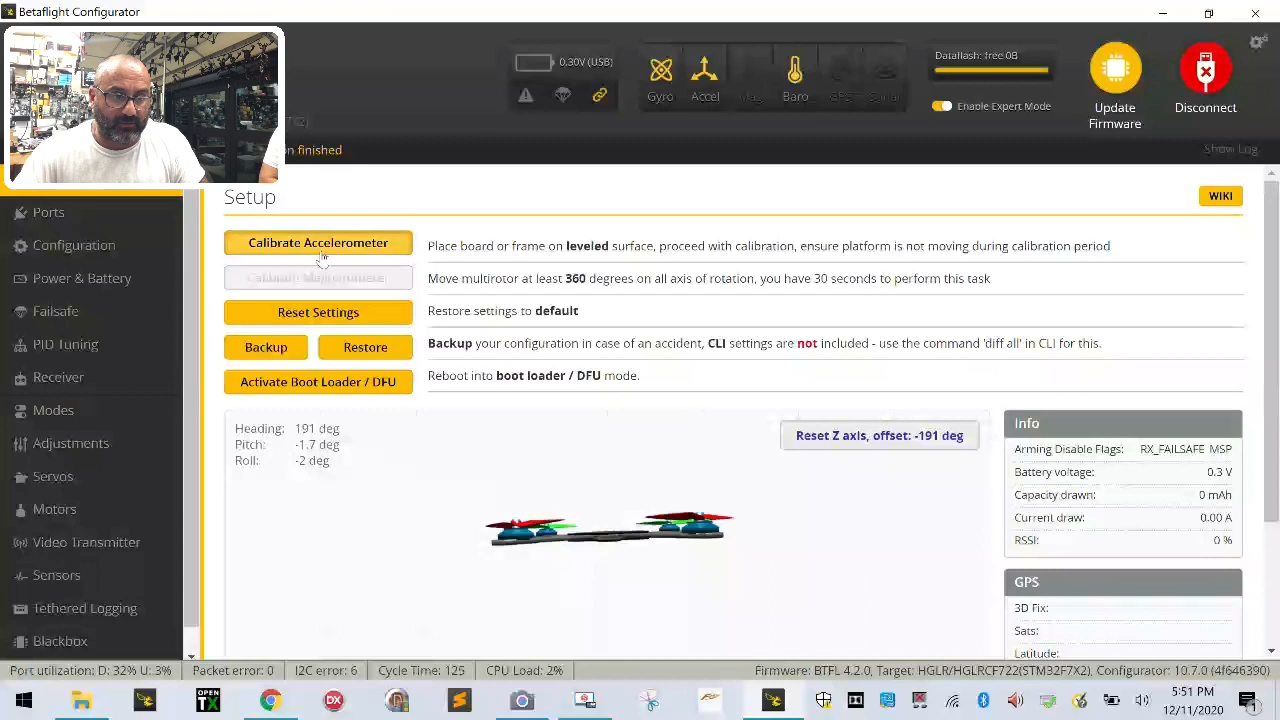 Betaflight Configurator
0,30V (USB)
Gyro Accel Baro
Dataflash: free 0B
Enable Expert Mode
Update
Firmware
Disconnect
n finished
Show Log
Setup
WIKI
Ports
Configuration
Power & Battery
Failsafe
PID Tuning
Receiver
Modes
Adjustments
Servos
Motors
Video Transmitter
Sensors
Tethered Logging
Blackbox
Calibrate Accelerometer
Place board or frame on leveled surface, proceed with calibration, ensure platform is not moving during calibration period
Calibrate Magnetometer
Move multirotor at least 360 degrees on all axis of rotation, you have 30 seconds to perform this task
Reset Settings
Restore settings to default
Backup
Restore
Backup your configuration in case of an accident, CLI settings are not included - use the command 'diff all' in CLI for this.
Activate Boot Loader / DFU
Reboot into boot loader / DFU mode.
Heading: 191 deg
Pitch: -1.7 deg
Roll: -2 deg
Reset Z axis, offset: -191 deg
Info
Arming Disable Flags: RX_FAILSAFE MSP
Battery voltage: 0.3 V
Capacity drawn: 0 mAh
Current draw: 0.00 A
RSSI: 0 %
GPS
3D Fix:
Sats:
Latitude:
Port utilization: D: 32% U: 3%
Packet error: 0
I2C error: 6
Cycle Time: 125
CPU Load: 2%
Firmware: BTFL 4.2.0, Target: HGLR/HGLRCF722(STM32F7X2), Configurator: 10.7.0 (4f646390)
OPEN
TX
DX
5:51 PM
12/11/2020